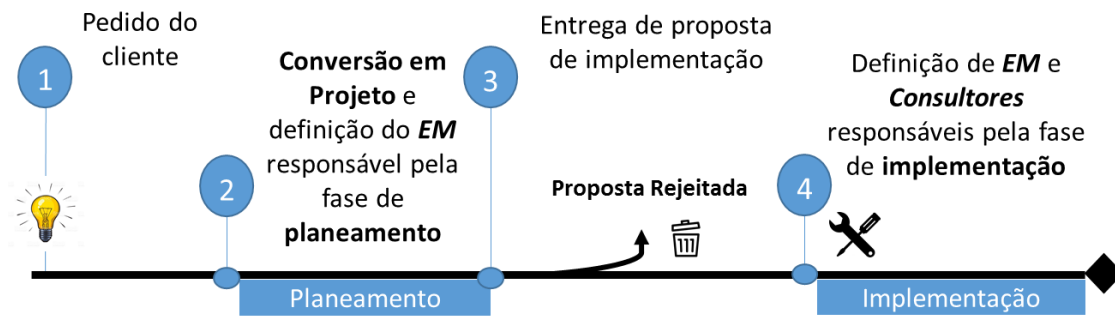 1
Pedido do
cliente
2
Conversão em
Projeto e
definição do EM
responsável pela
fase de
planeamento
3
Entrega de proposta
de implementação
Proposta Rejeitada
4
Definição de EM e
Consultores
responsáveis pela fase
de implementação
Planeamento
Implementação